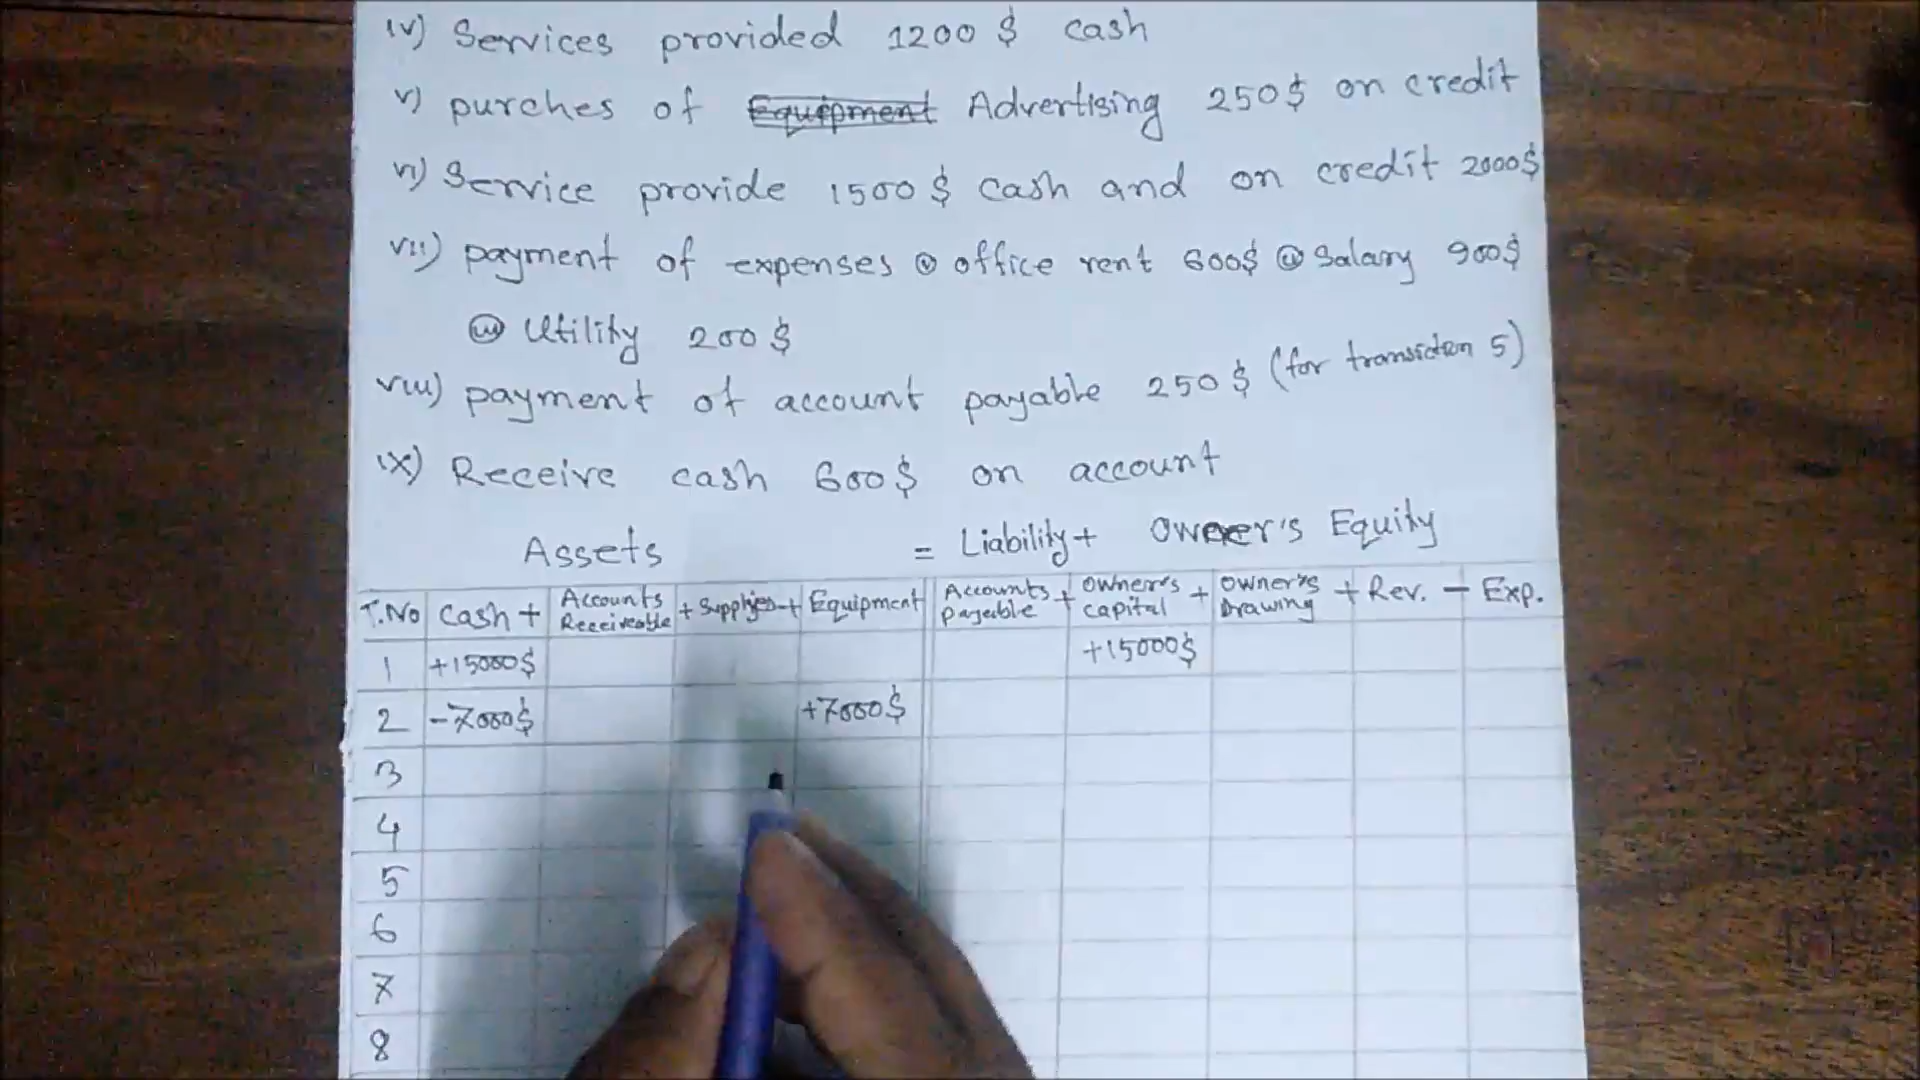 iv) Services provided 1200 $ cash
v) purches of Equipment Advertising 250$ on credit
vi) Service provide 1500 $ cash and on credit 2000$
vii) payment of expenses (i) office rent 600$ (ii) Salary 900$
(iii) Utility 200 $
viii) payment of account payable 250 $ (for transiction 5)
ix) Receive cash 600$ on account
Assets = Liability + Owner's Equity
T.No Cash + Accounts Receiveable + Supplies + Equipment Accounts payable + Owner's capital + Owner's Drawing + Rev. - Exp.
1 +15000$ +15000$
2 -7000$ +7000$
3
4
5
6
7
8